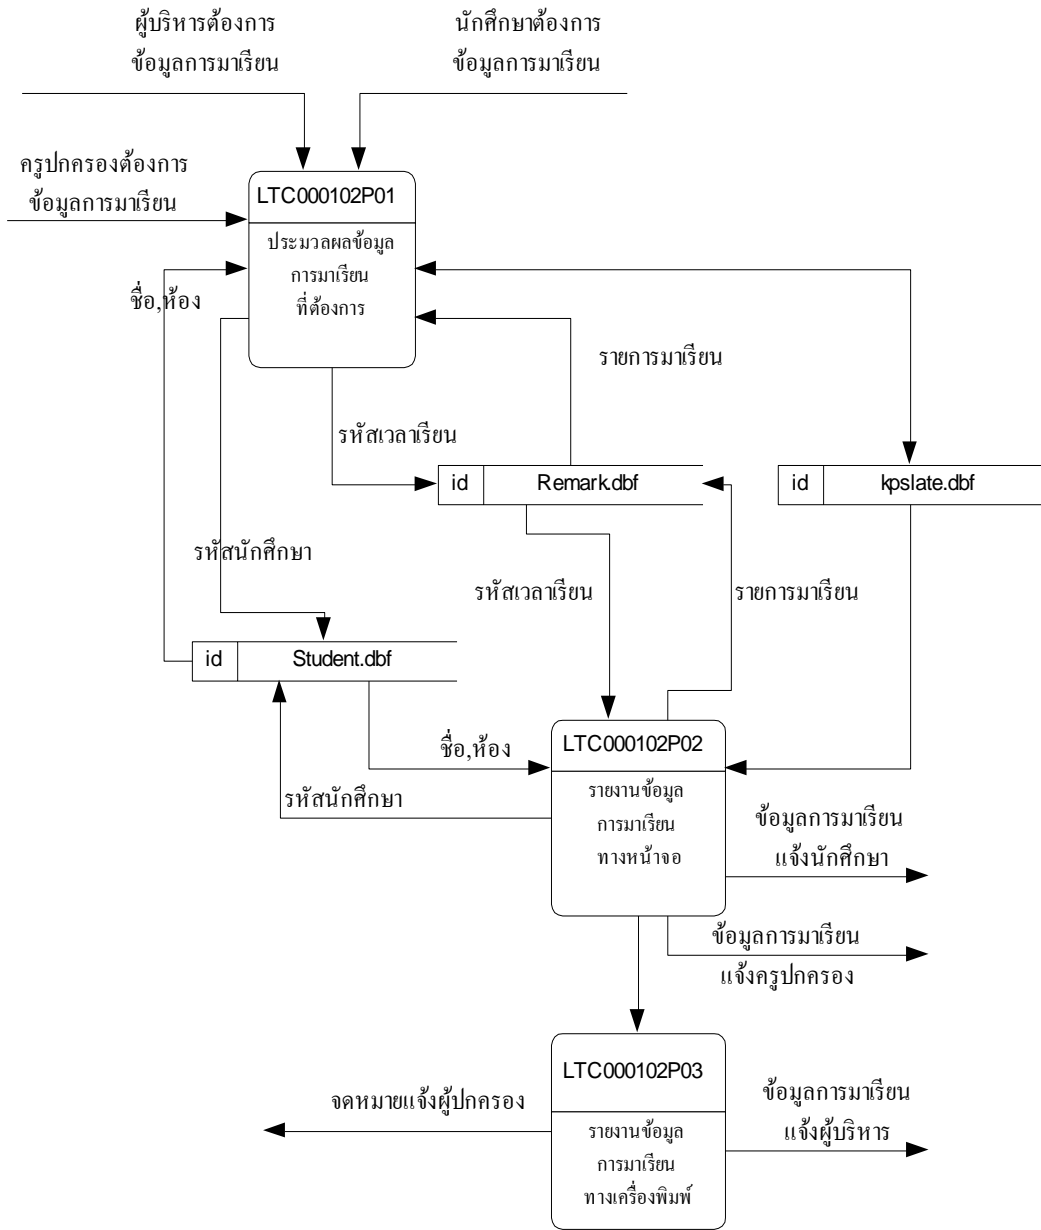 ผู้บริหารต้องการ
ข้อมูลการมาเรียน
นักศึกษาต้องการ
ข้อมูลการมาเรียน
ครูปกครองต้องการ
ข้อมูลการมาเรียน
LTC000102P01
ประมวลผลข้อมูล
การมาเรียน
ที่ต้องการ
ชื่อ,ห้อง
รายการมาเรียน
รหัสเวลาเรียน
id Remark.dbf
id kpslate.dbf
รหัสนักศึกษา
รหัสเวลาเรียน
รายการมาเรียน
id Student.dbf
ชื่อ,ห้อง
รหัสนักศึกษา
LTC000102P02
รายงานข้อมูล
การมาเรียน
ทางหน้าจอ
ข้อมูลการมาเรียน
แจ้งนักศึกษา
ข้อมูลการมาเรียน
แจ้งครูปกครอง
LTC000102P03
รายงานข้อมูล
การมาเรียน
ทางเครื่องพิมพ์
จดหมายแจ้งผู้ปกครอง
ข้อมูลการมาเรียน
แจ้งผู้บริหาร